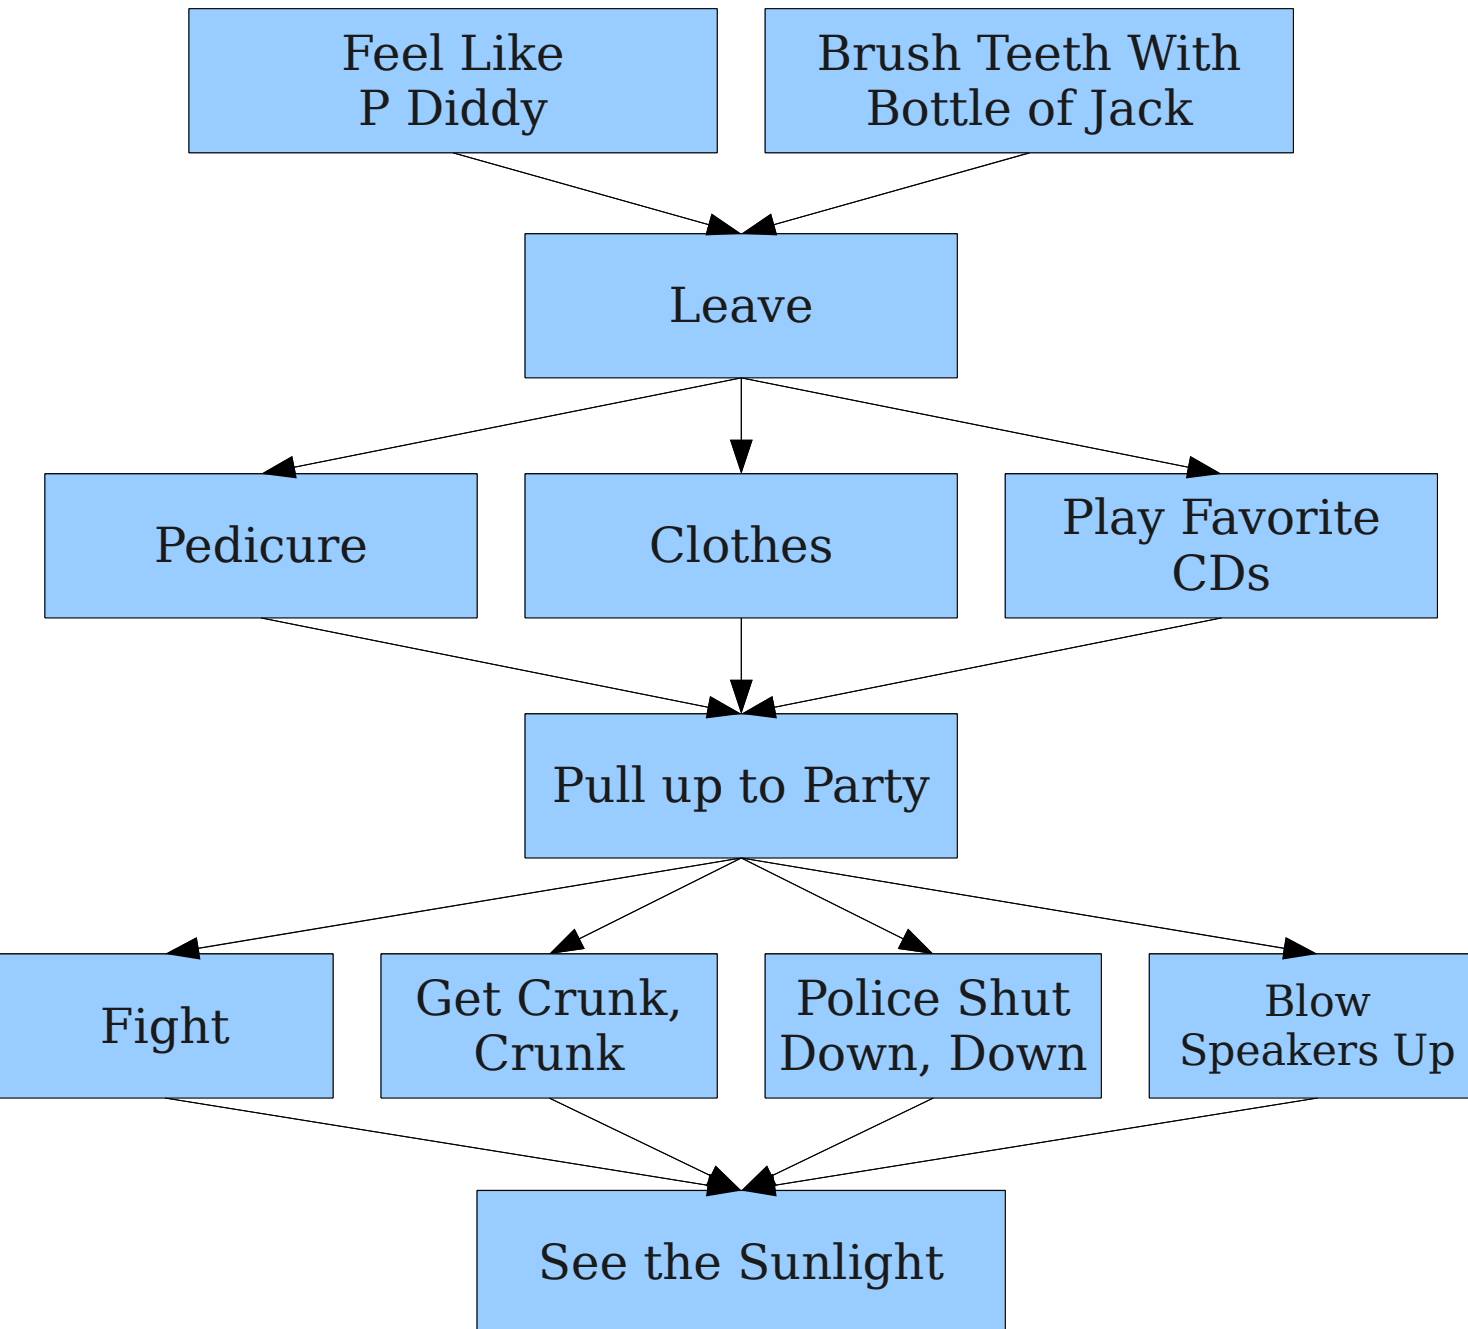 Feel Like
P Diddy
Brush Teeth With
Bottle of Jack
Leave
Pedicure
Clothes
Play Favorite
CDs
Pull up to Party
Fight
Get Crunk,
Crunk
Police Shut
Down, Down
Blow
Speakers Up
See the Sunlight